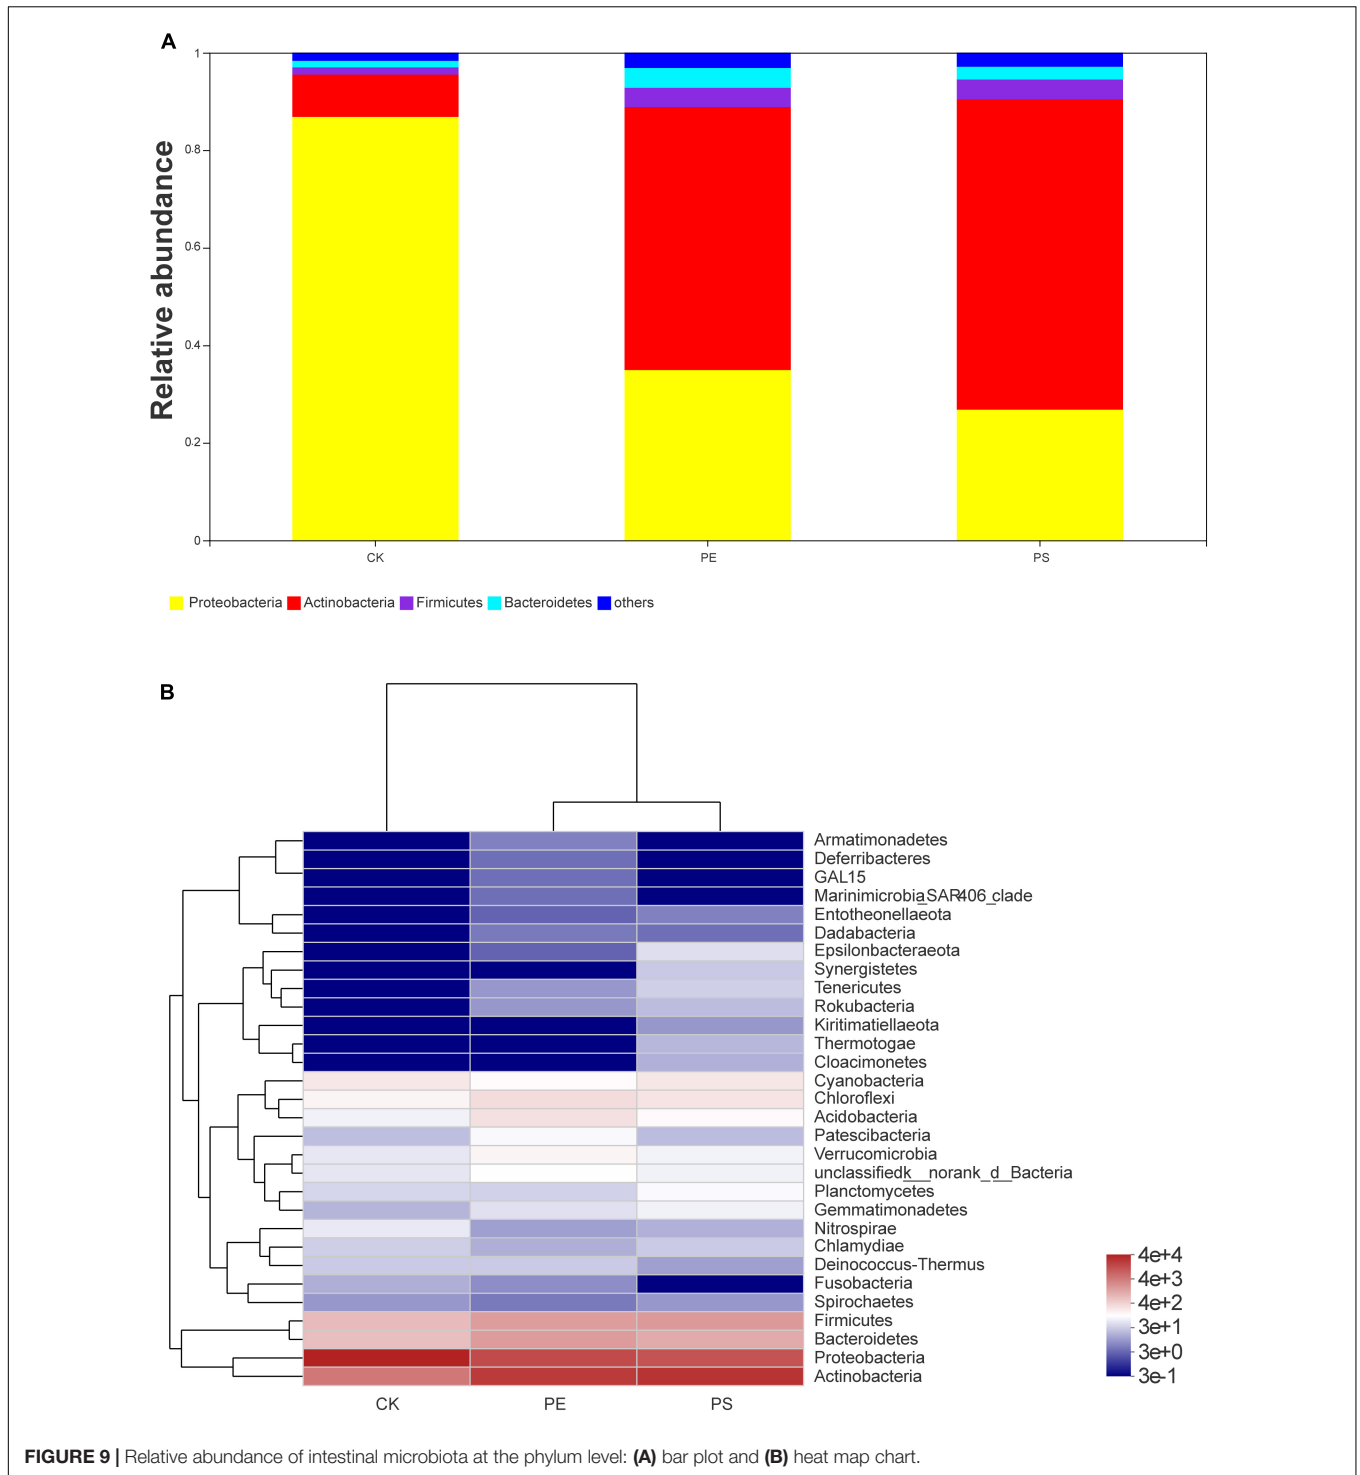 A
Relative abundance
1
0.8
0.6
0.4
0.2
0
CK PE PS
Proteobacteria Actinobacteria Firmicutes Bacteroidetes others
B
Armatimonadetes
Deferribacteres
GAL15
Marinimicrobia_SAR406_clade
Entotheonellaeota
Dadabacteria
Epsilonbacteraeota
Synergistetes
Tenericutes
Rokubacteria
Kiritimatiellaeota
Thermotogae
Cloacimonetes
Cyanobacteria
Chloroflexi
Acidobacteria
Patescibacteria
Verrucomicrobia
unclassifiedk__norank_d_Bacteria
Planctomycetes
Gemmatimonadetes
Nitrospirae
Chlamydiae
Deinococcus-Thermus
Fusobacteria
Spirochaetes
Firmicutes
Bacteroidetes
Proteobacteria
Actinobacteria
4e+4
4e+3
4e+2
3e+1
3e+0
3e-1
CK PE PS
FIGURE 9 | Relative abundance of intestinal microbiota at the phylum level: (A) bar plot and (B) heat map chart.